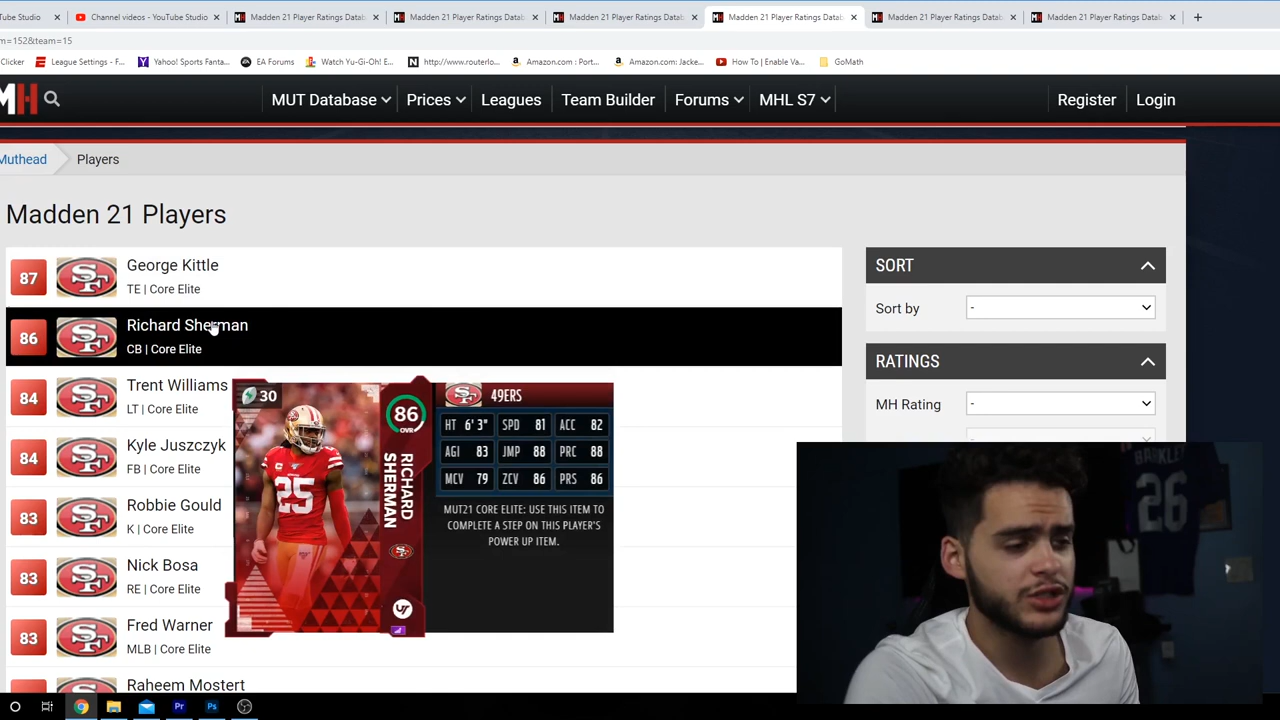 ube Studio
Channel videos - YouTube Studio
Madden 21 Player Ratings Datab
Madden 21 Player Ratings Datab
Madden 21 Player Ratings Datab
Madden 21 Player Ratings Datab
Madden 21 Player Ratings Datab
Madden 21 Player Ratings Datab
m=152&team=15
Clicker
League Settings - F...
Yahoo! Sports Fanta...
EA Forums
Watch Yu-Gi-Oh! E...
http://www.routerlo...
Amazon.com : Port...
Amazon.com: Jacke...
How To | Enable Va...
GoMath
MH
MUT Database
Prices
Leagues
Team Builder
Forums
MHL S7
Register
Login
Muthead
Players
Madden 21 Players
87
George Kittle
TE | Core Elite
86
Richard Sherman
CB | Core Elite
84
Trent Williams
LT | Core Elite
84
Kyle Juszczyk
FB | Core Elite
83
Robbie Gould
K | Core Elite
83
Nick Bosa
RE | Core Elite
83
Fred Warner
MLB | Core Elite
Raheem Mostert
30
86
OVR
RICHARD
SHERMAN
25
49ERS
HT 6' 3" SPD 81 ACC 82
AGI 83 JMP 88 PRC 88
MCV 79 ZCV 86 PRS 86
MUT21 CORE ELITE: USE THIS ITEM TO
COMPLETE A STEP ON THIS PLAYER'S
POWER UP ITEM.
SORT
Sort by
-
RATINGS
MH Rating
-
BARKLEY
26